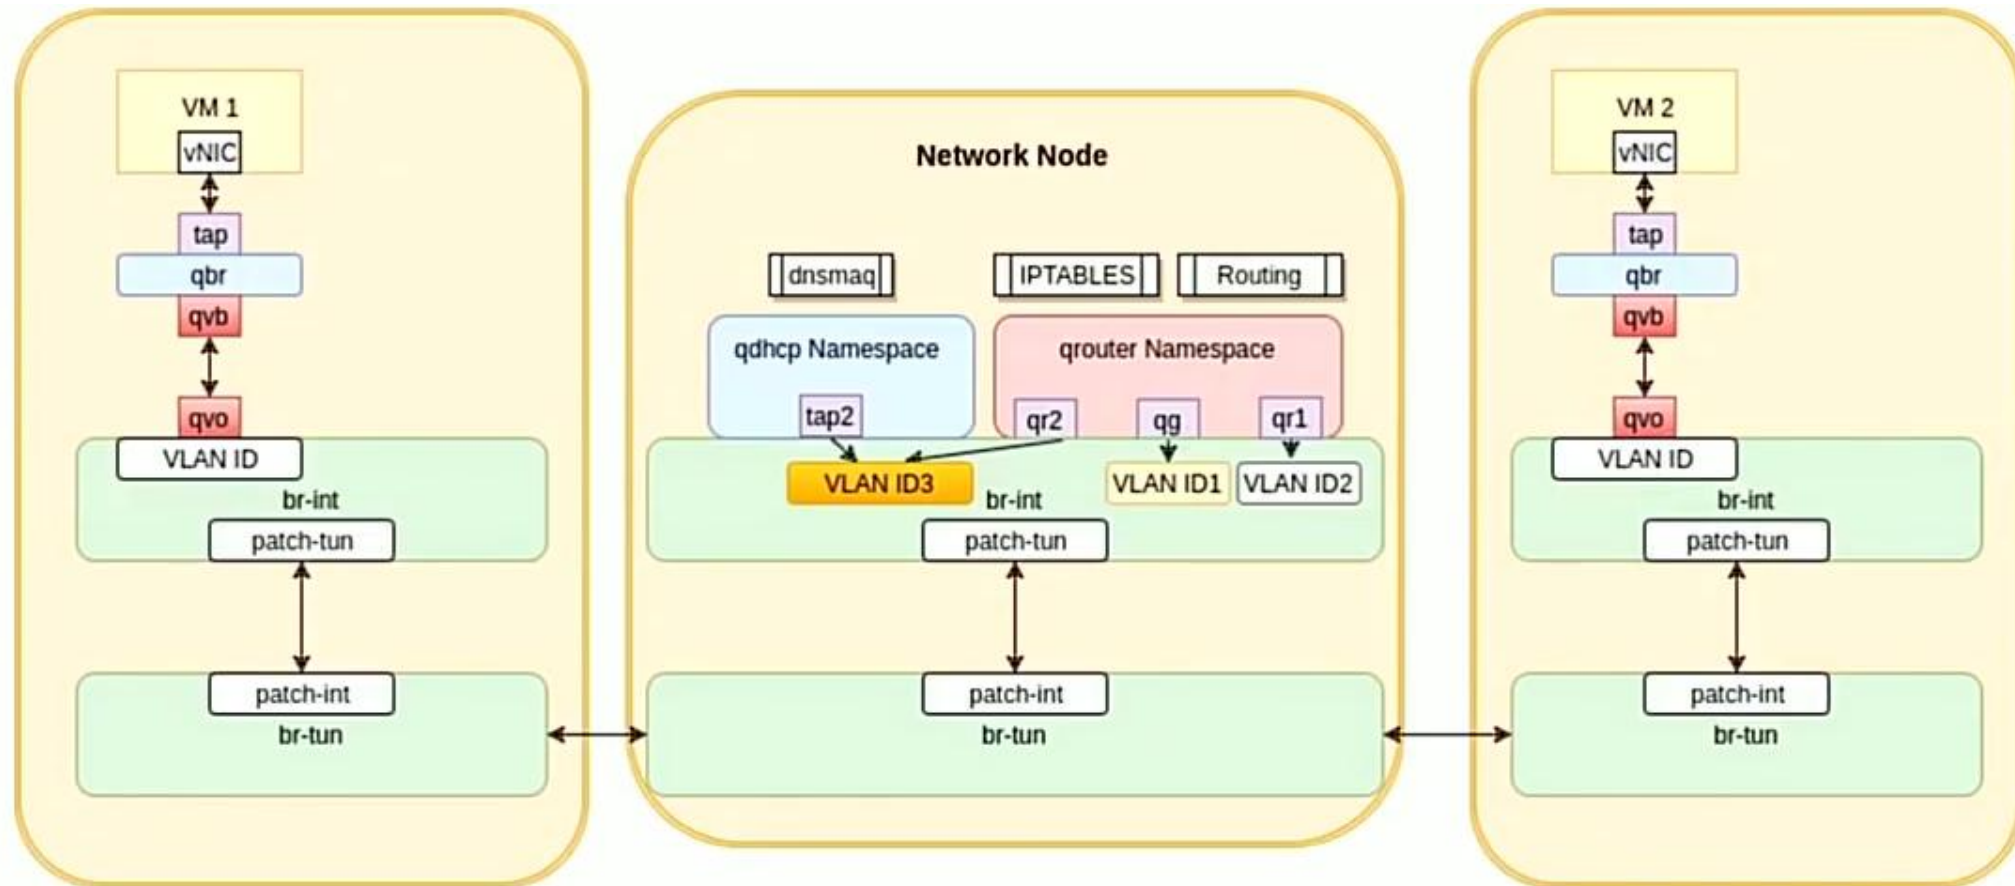 VM 1
vNIC
tap
qbr
qvb
qvo
VLAN ID
br-int
patch-tun
patch-int
br-tun
Network Node
dnsmaq
IPTABLES
Routing
qdhcp Namespace
tap2
qrouter Namespace
qr2
qg
qr1
VLAN ID3
VLAN ID1
VLAN ID2
br-int
patch-tun
patch-int
br-tun
VM 2
vNIC
tap
qbr
qvb
qvo
VLAN ID
br-int
patch-tun
patch-int
br-tun